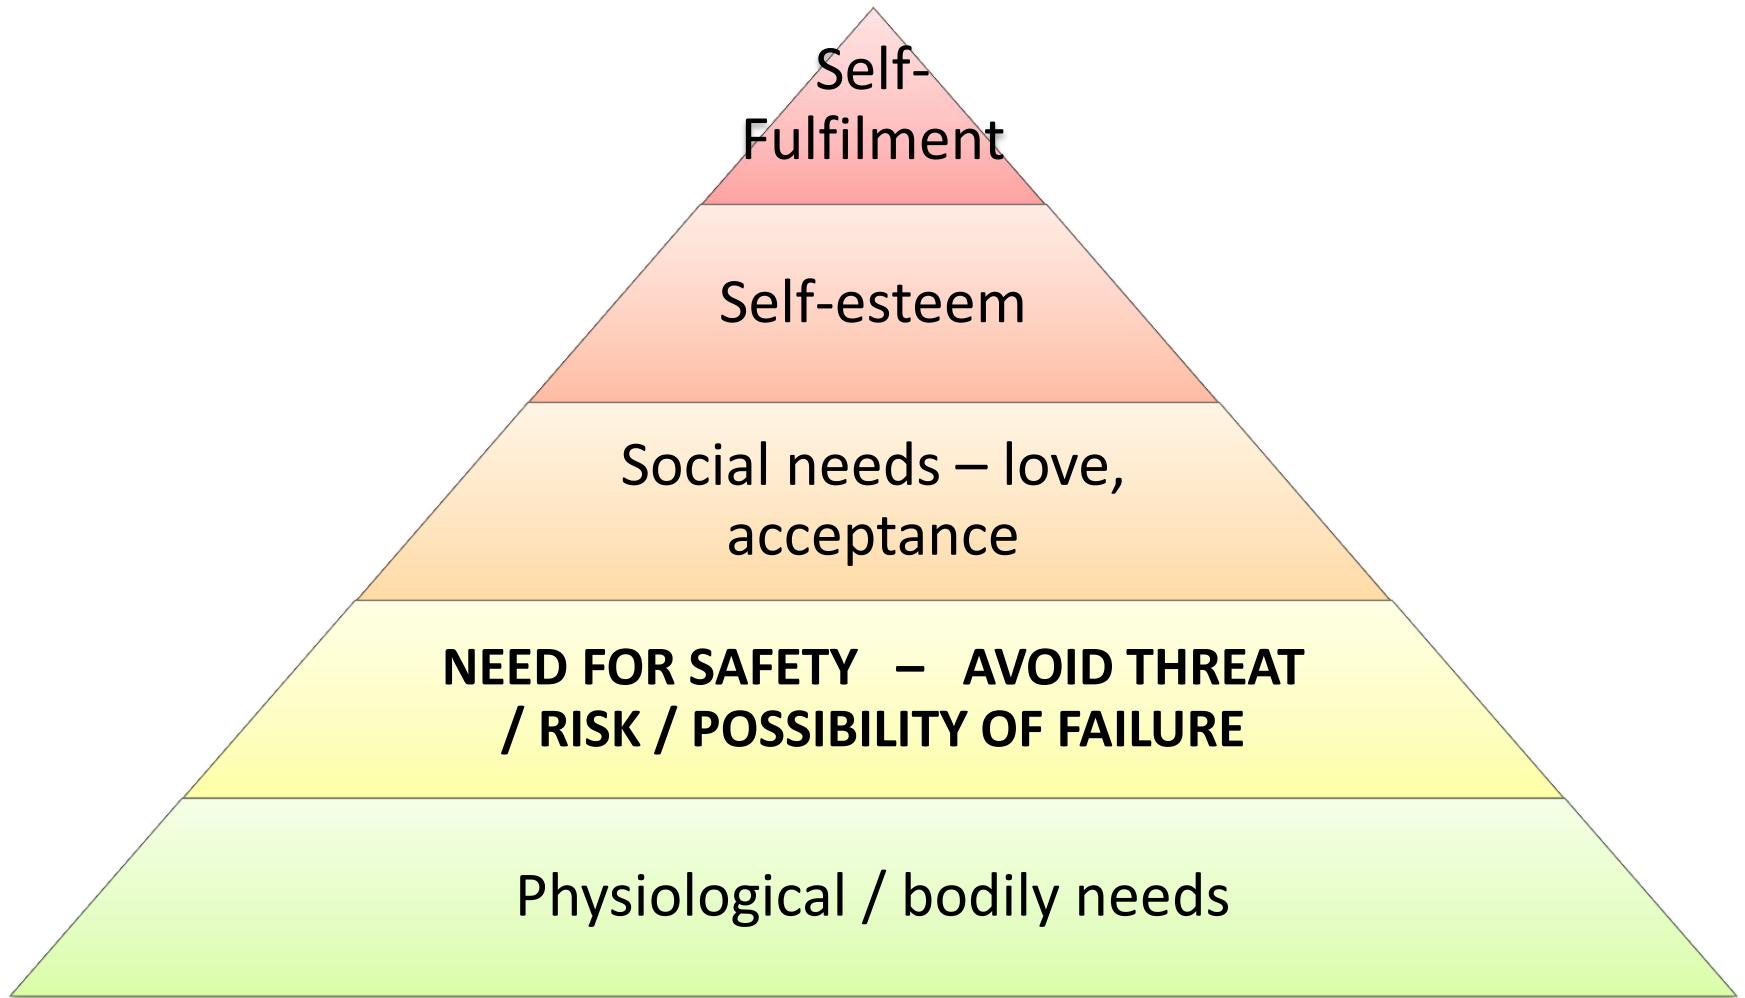 Self-
Fulfilment
Self-esteem
Social needs – love,
acceptance
NEED FOR SAFETY – AVOID THREAT
/ RISK / POSSIBILITY OF FAILURE
Physiological / bodily needs